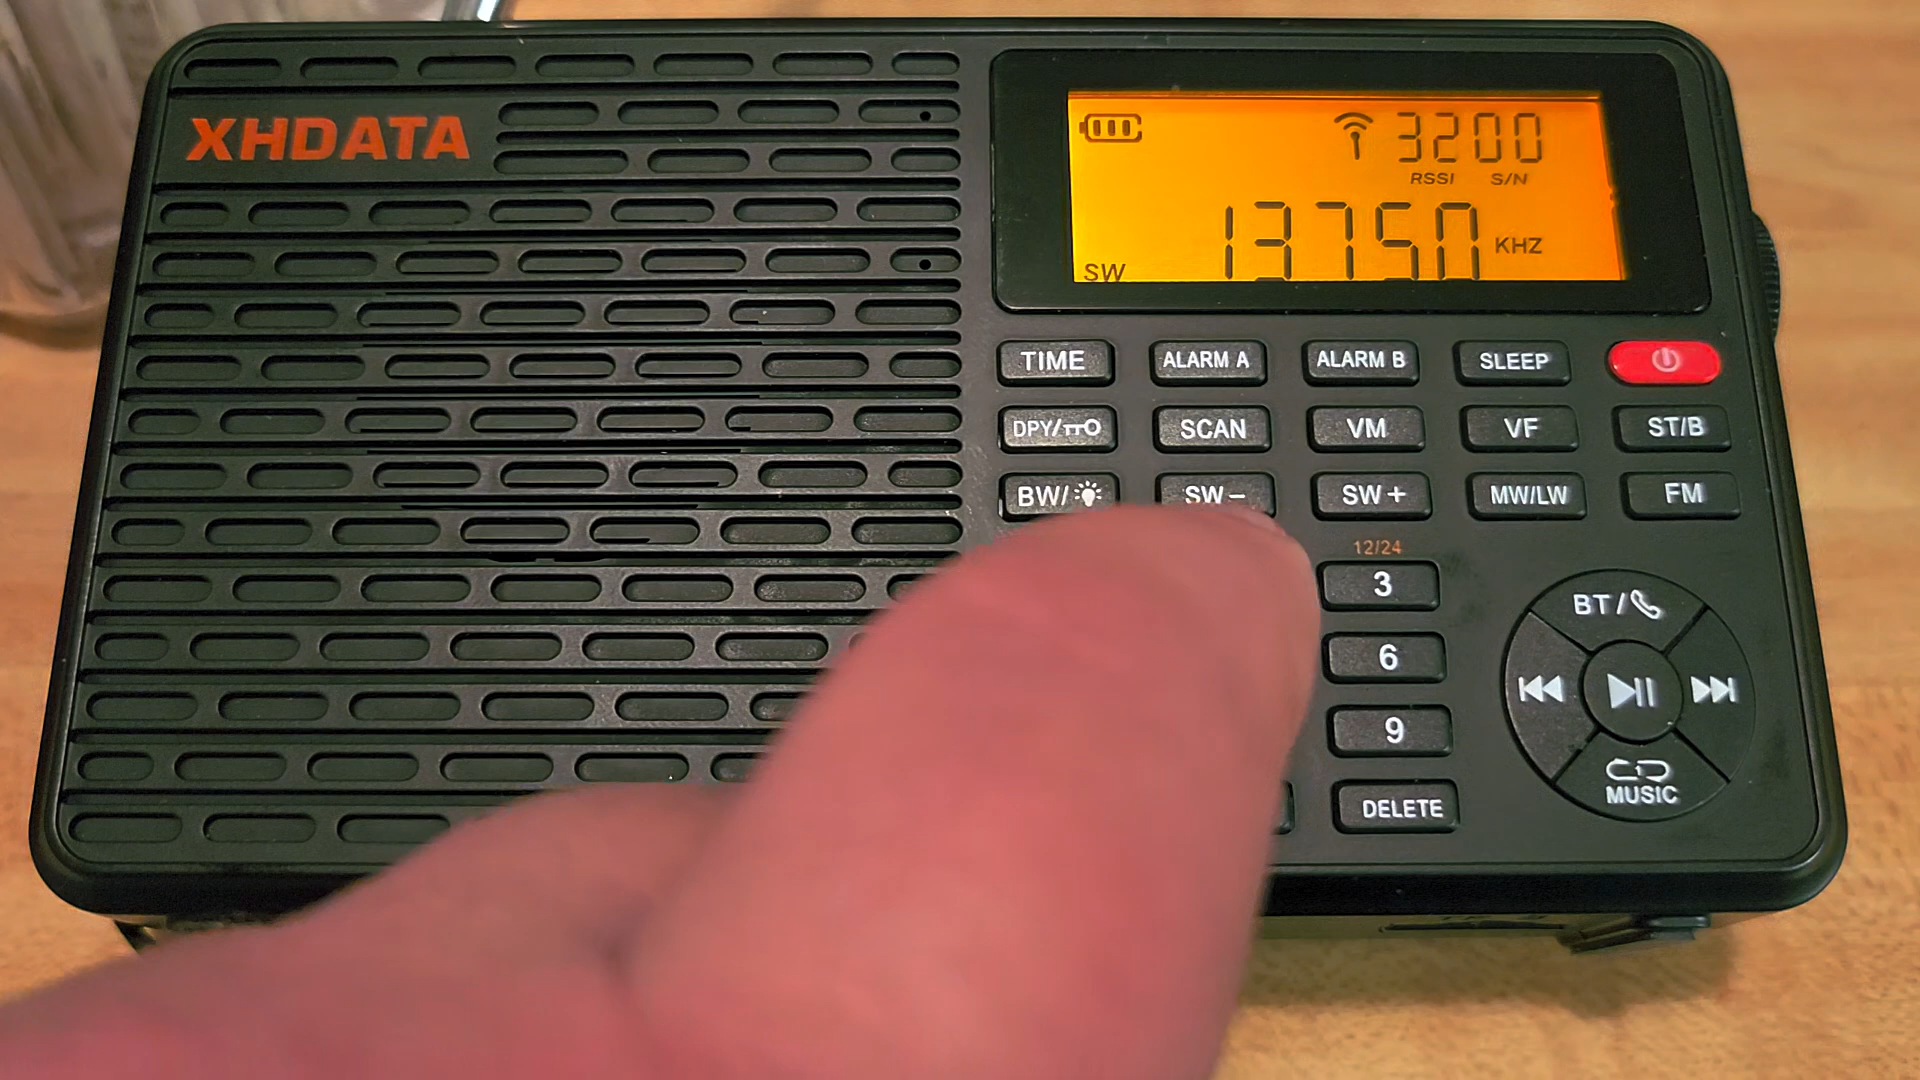 XHDATA
3200
RSSI S/N
13750 KHZ
SW
TIME ALARM A ALARM B SLEEP
DPY/ SCAN VM VF ST/B
BW/ SW- SW+ MW/LW FM
12/24
3
BT/
6
9
MUSIC
DELETE